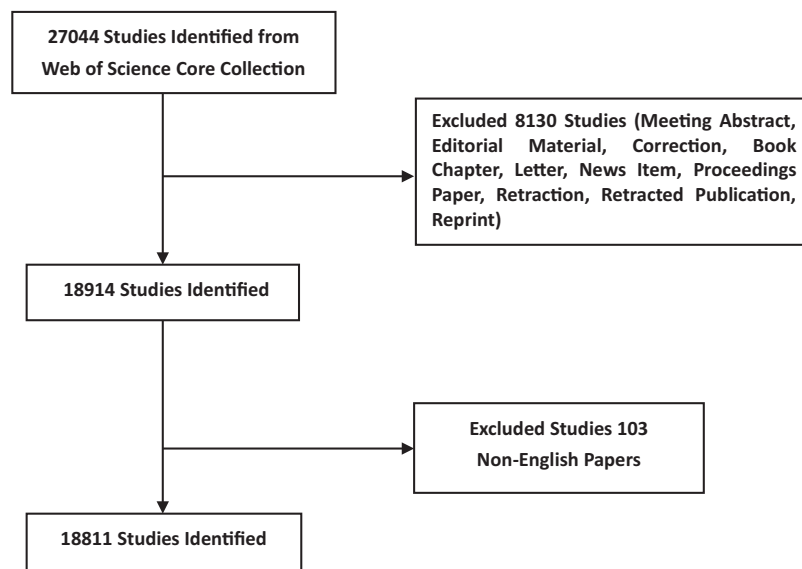 27044 Studies Identified from
Web of Science Core Collection
Excluded 8130 Studies (Meeting Abstract,
Editorial Material, Correction, Book
Chapter, Letter, News Item, Proceedings
Paper, Retraction, Retracted Publication,
Reprint)
18914 Studies Identified
Excluded Studies 103
Non-English Papers
18811 Studies Identified